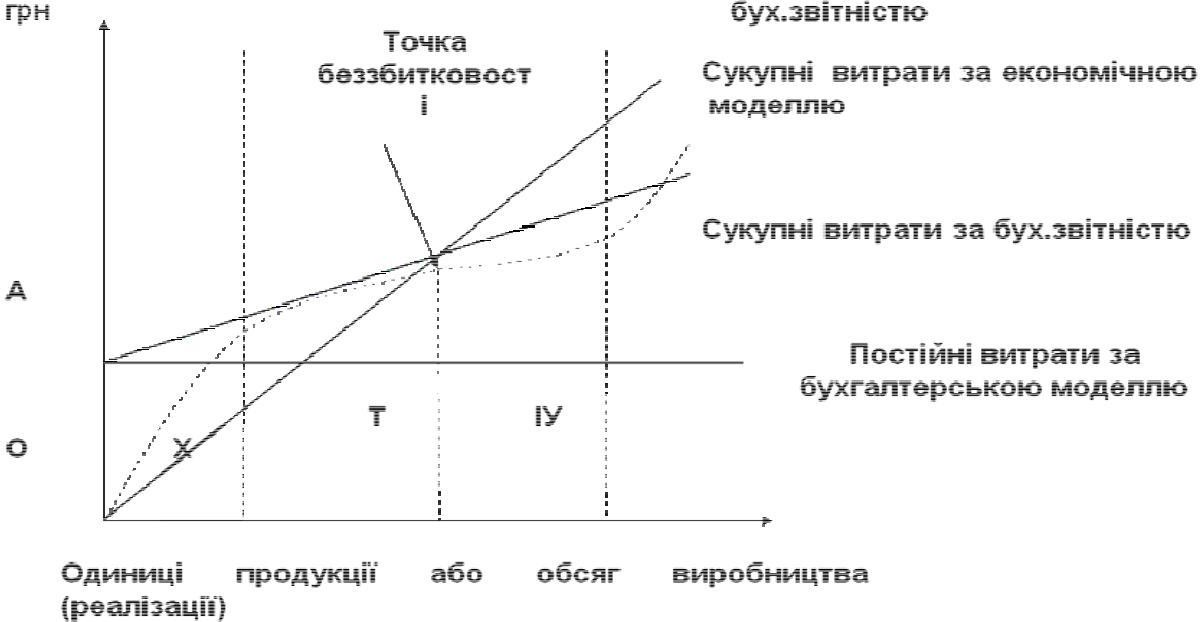 грн
бух.звітністю
Точка
беззбитковост
і
Сукупні витрати за економічною
моделлю
Сукупні витрати за бух.звітністю
А
Постійні витрати за
бухгалтерською моделлю
Т
ІУ
О
Х
Одиниці продукції або обсяг виробництва
(реалізації)